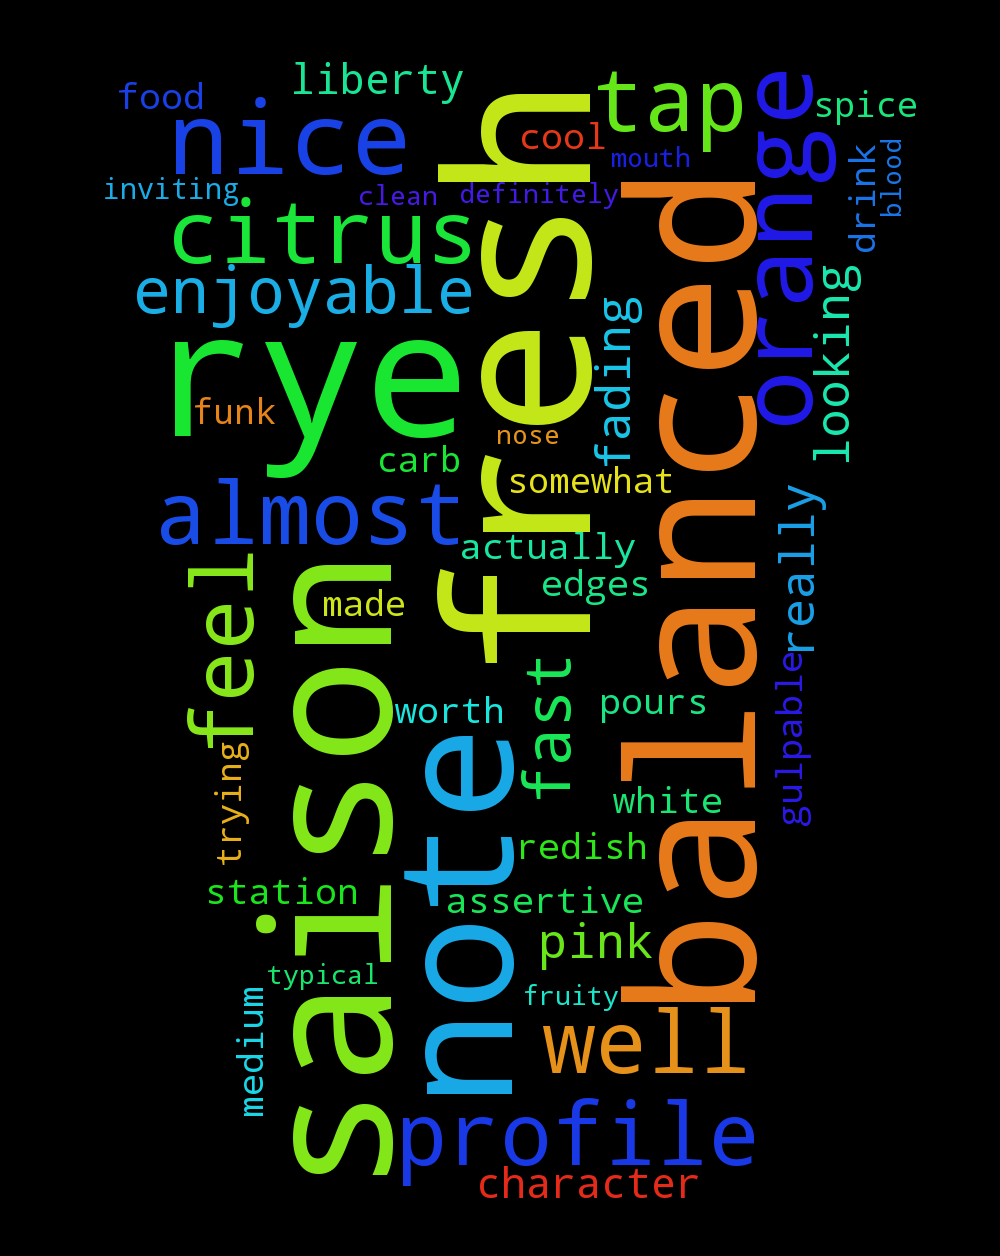 liberty
food
nice
tap
orange
spice
fresh
cool
mouth
blood
drink
inviting
clean
definitely
balanced
citrus
enjoyable
looking
fading
rye
funk
nose
carb
somewhat
almost
really
actually
edges
feel
saison
made
fast
gulpable
pours
worth
note
trying
white
redish
station
assertive
pink
typical
fruity
medium
well
profile
character